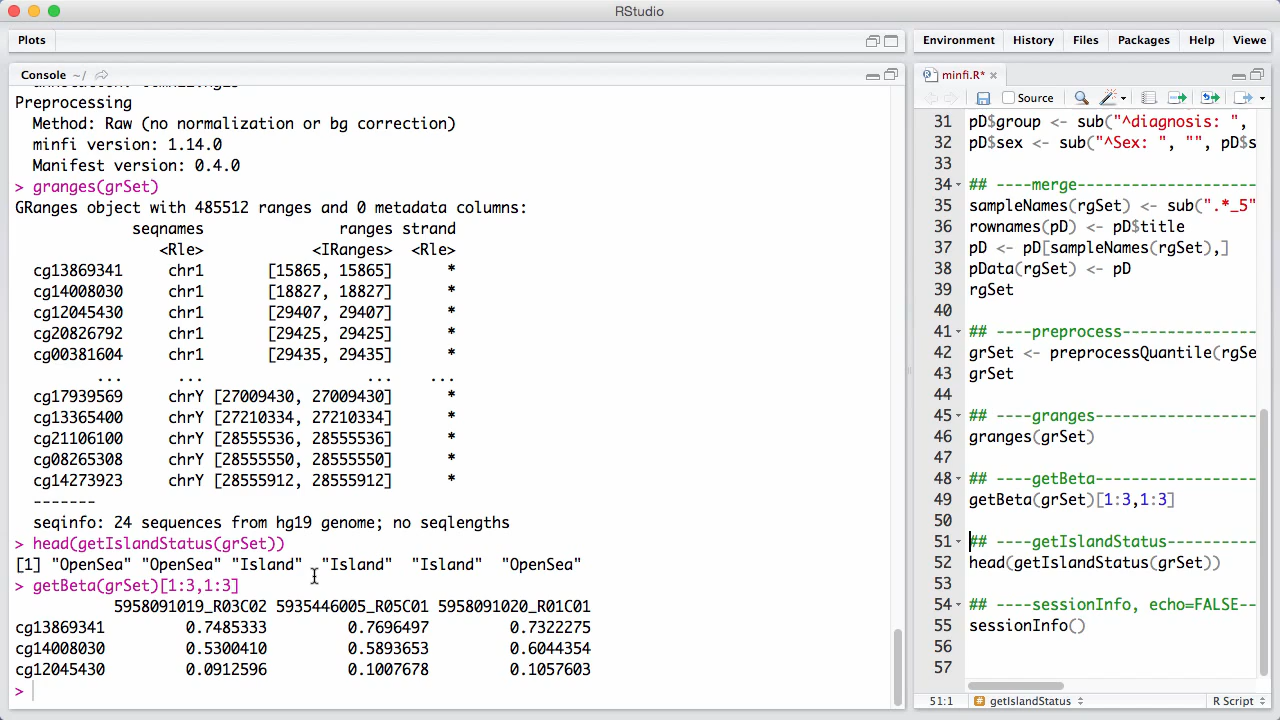 RStudio
Plots
Console ~/
Preprocessing
  Method: Raw (no normalization or bg correction)
  minfi version: 1.14.0
  Manifest version: 0.4.0
> granges(grSet)
GRanges object with 485512 ranges and 0 metadata columns:
             seqnames               ranges strand
                <Rle>            <IRanges>  <Rle>
  cg13869341     chr1       [15865, 15865]      *
  cg14008030     chr1       [18827, 18827]      *
  cg12045430     chr1       [29407, 29407]      *
  cg20826792     chr1       [29425, 29425]      *
  cg00381604     chr1       [29435, 29435]      *
         ...      ...                  ...    ...
  cg17939569     chrY [27009430, 27009430]      *
  cg13365400     chrY [27210334, 27210334]      *
  cg21106100     chrY [28555536, 28555536]      *
  cg08265308     chrY [28555550, 28555550]      *
  cg14273923     chrY [28555912, 28555912]      *
  -------
  seqinfo: 24 sequences from hg19 genome; no seqlengths
> head(getIslandStatus(grSet))
[1] "OpenSea" "OpenSea" "Island"  "Island"  "Island"  "OpenSea"
> getBeta(grSet)[1:3,1:3]
           5958091019_R03C02 5935446005_R05C01 5958091020_R01C01
cg13869341         0.7485333         0.7696497         0.7322275
cg14008030         0.5300410         0.5893653         0.6044354
cg12045430         0.0912596         0.1007678         0.1057603
>
Environment History Files Packages Help Viewe
minfi.R*
Source
31 pD$group <- sub("^diagnosis: ",
32 pD$sex <- sub("^Sex: ", "", pD$s
33
34 ## ----merge--------------------
35 sampleNames(rgSet) <- sub(".*_5"
36 rownames(pD) <- pD$title
37 pD <- pD[sampleNames(rgSet),]
38 pData(rgSet) <- pD
39 rgSet
40
41 ## ----preprocess---------------
42 grSet <- preprocessQuantile(rgSe
43 grSet
44
45 ## ----granges------------------
46 granges(grSet)
47
48 ## ----getBeta------------------
49 getBeta(grSet)[1:3,1:3]
50
51 ## ----getIslandStatus----------
52 head(getIslandStatus(grSet))
53
54 ## ----sessionInfo, echo=FALSE--
55 sessionInfo()
56
57
51:1 # getIslandStatus R Script